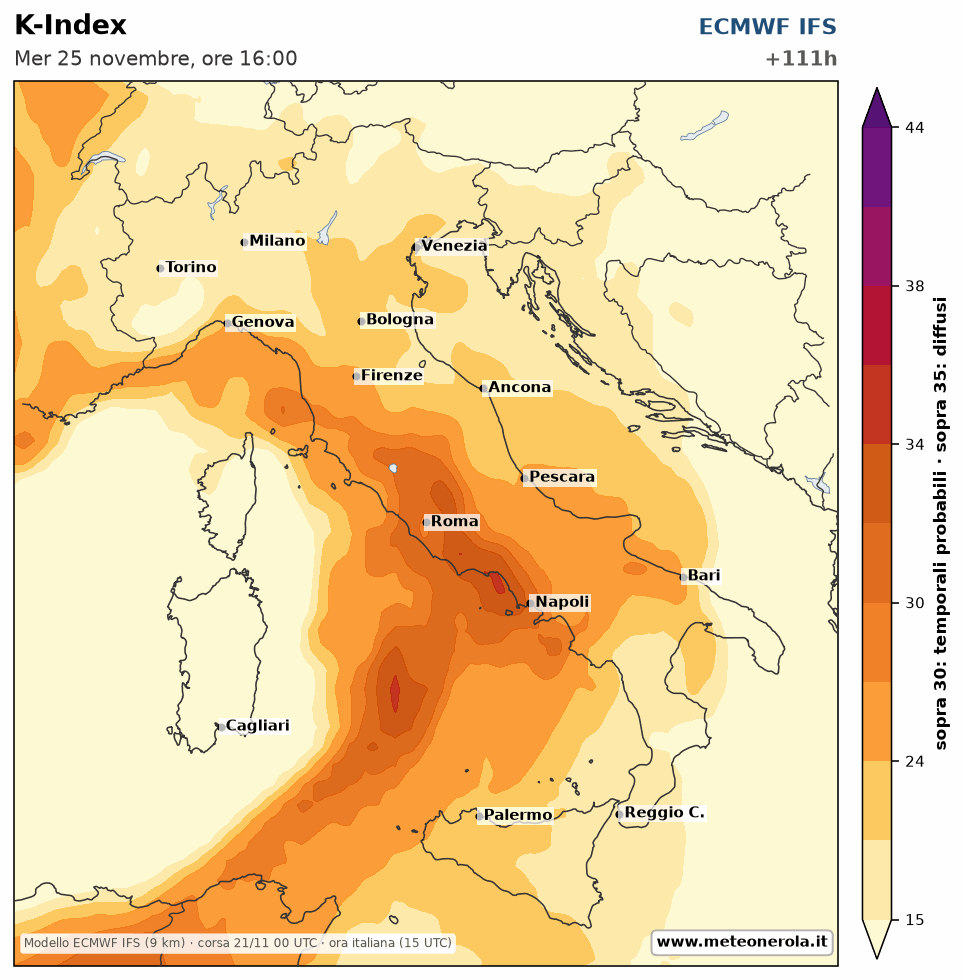 K-Index
ECMWF IFS
Mer 25 novembre, ore 16:00
+111h
Milano
Venezia
Torino
Genova
Bologna
Firenze
Ancona
Pescara
Roma
Bari
Napoli
Cagliari
Palermo
Reggio C.
44
38
34
30
24
15
sopra 30: temporali probabili · sopra 35: diffusi
Modello ECMWF IFS (9 km) · corsa 21/11 00 UTC · ora italiana (15 UTC)
www.meteonerola.it